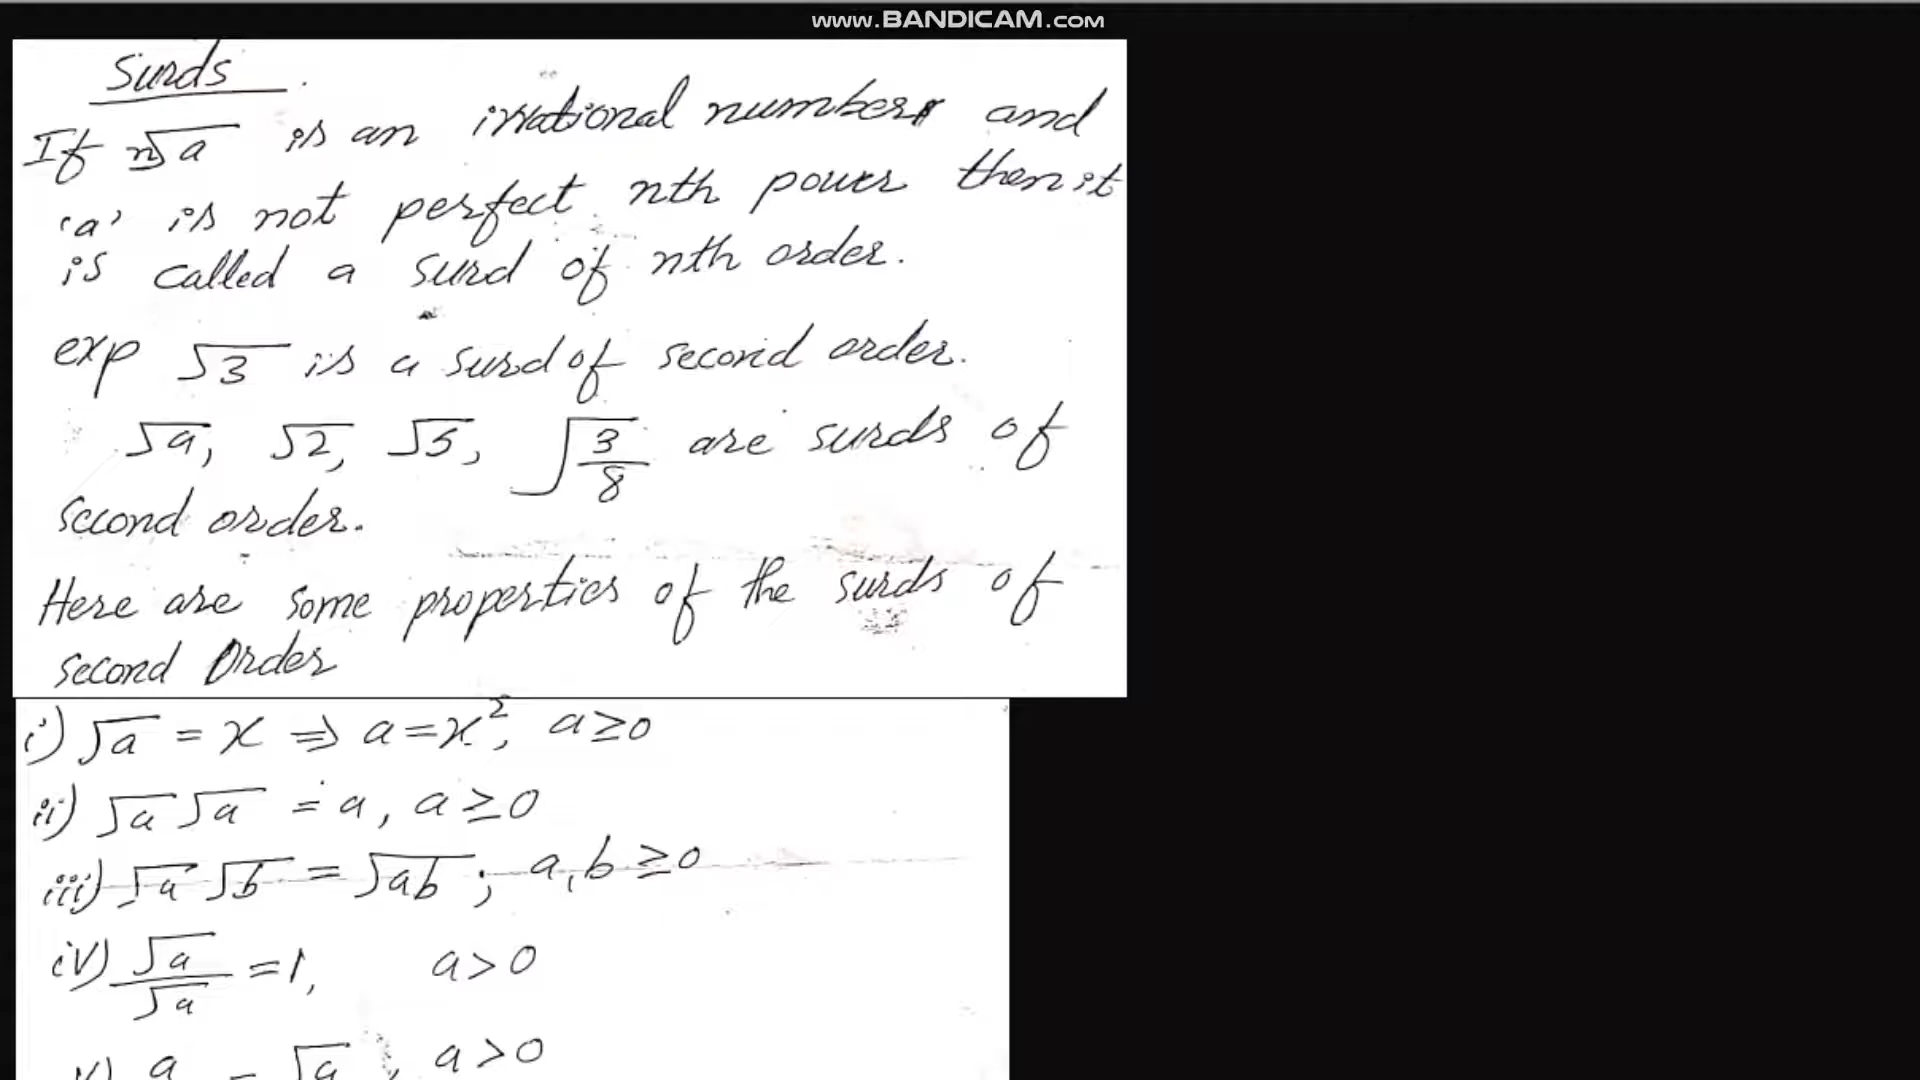 www.BANDICAM.com
Surds
If ⁿ√a is an irrational number and
'a' is not perfect nth power then it
is called a surd of nth order.
exp √3 is a surd of second order.
√a, √2, √5, √(3/8) are surds of
second order.
Here are some properties of the surds of
second Order
i) √a = x ⇒ a = x², a ≥ 0
ii) √a √a = a, a ≥ 0
iii) √a √b = √ab ; a, b ≥ 0
iv) √a/√a = 1, a > 0
v) a = √a, a > 0